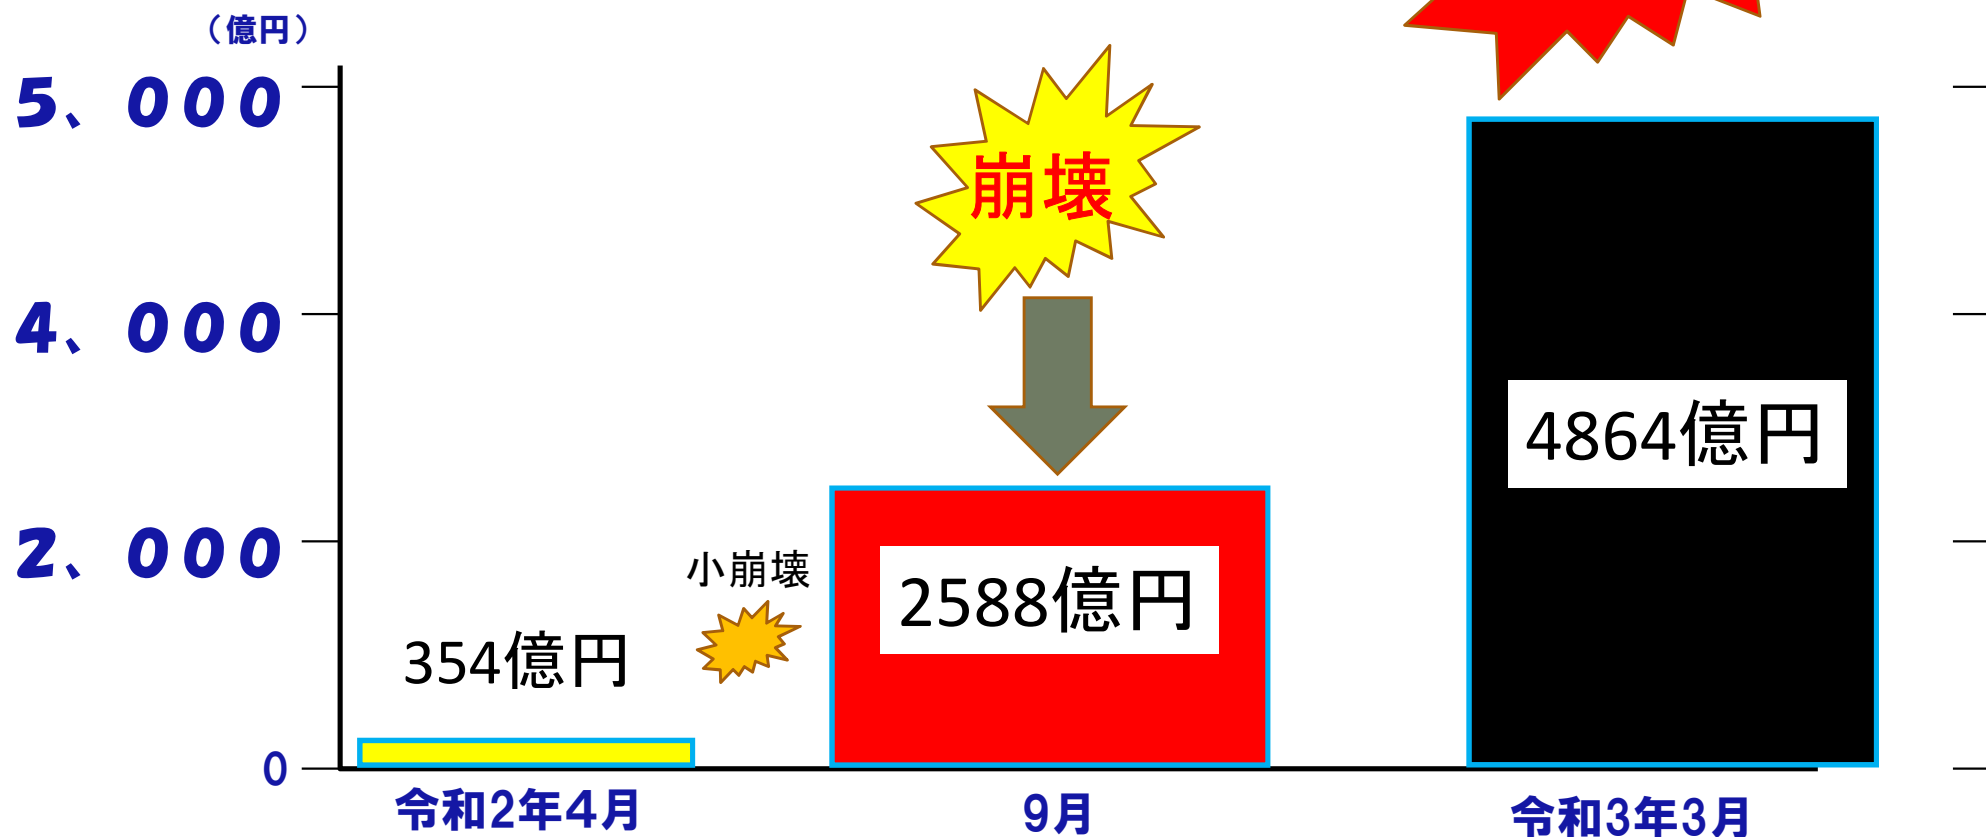 （億円）
５、０００
崩壊
４、０００
4864億円
２、０００
小崩壊
2588億円
354億円
0
令和2年4月
9月
令和3年3月